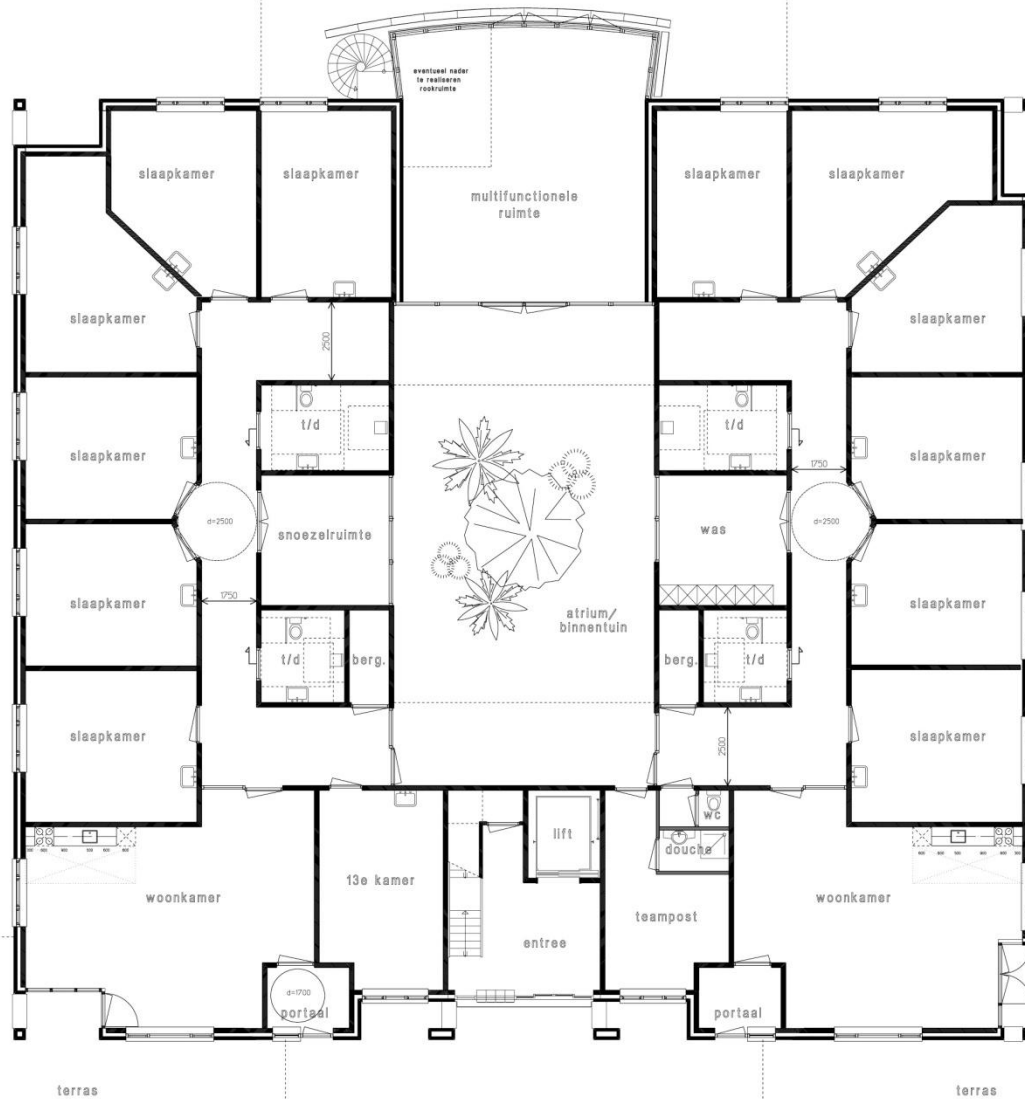 eventueel nader
te realiseren
rookruimte
slaapkamer
slaapkamer
slaapkamer
slaapkamer
multifunctionele
ruimte
slaapkamer
slaapkamer
2500
t/d
t/d
slaapkamer
slaapkamer
1750
d=2500
snoezelruimte
was
d=2500
1750
slaapkamer
slaapkamer
atrium/
binnentuin
t/d
berg.
berg.
t/d
slaapkamer
slaapkamer
2500
wc
lift
douche
13e kamer
woonkamer
woonkamer
teampost
entree
d=1700
portaal
portaal
terras
terras